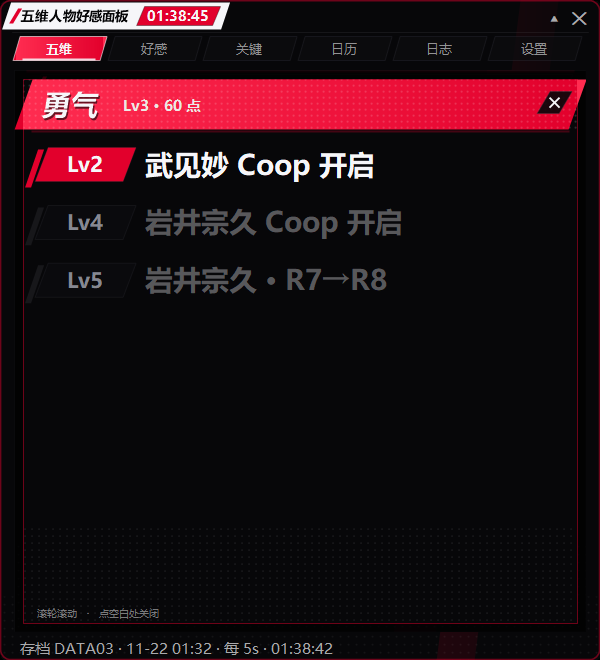 五维人物好感面板 01:38:45
五维 好感 关键 日历 日志 设置
勇气 Lv3 · 60 点
Lv2 武见妙 Coop 开启
Lv4 岩井宗久 Coop 开启
Lv5 岩井宗久 · R7→R8
滚轮滚动 · 点空白处关闭
存档 DATA03 · 11-22 01:32 · 每 5s · 01:38:42